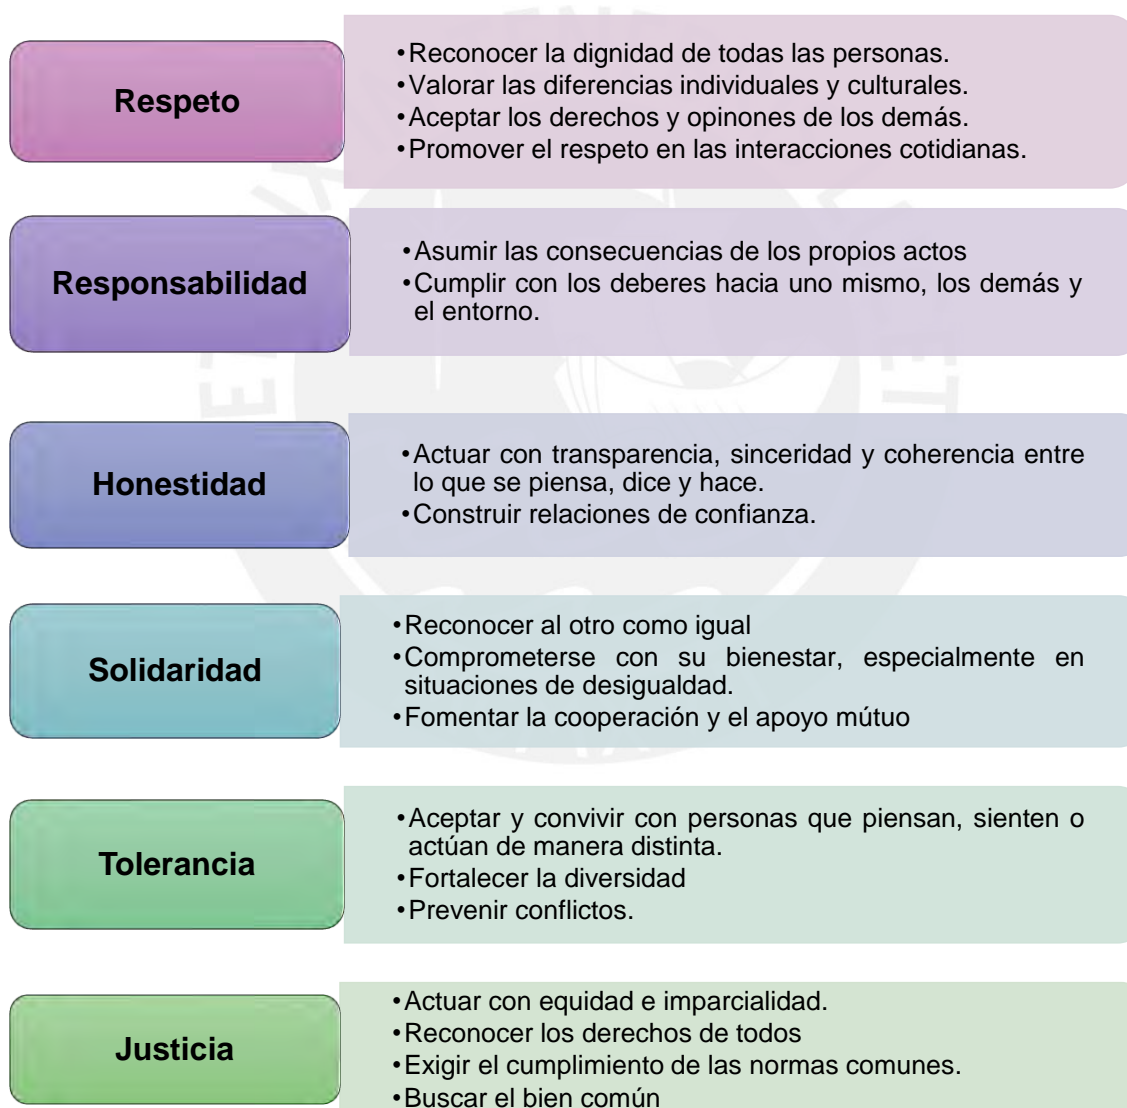 Respeto
•Reconocer la dignidad de todas las personas.
•Valorar las diferencias individuales y culturales.
•Aceptar los derechos y opinones de los demás.
•Promover el respeto en las interacciones cotidianas.
Responsabilidad
•Asumir las consecuencias de los propios actos
•Cumplir con los deberes hacia uno mismo, los demás y
el entorno.
Honestidad
•Actuar con transparencia, sinceridad y coherencia entre
lo que se piensa, dice y hace.
•Construir relaciones de confianza.
Solidaridad
•Reconocer al otro como igual
•Comprometerse con su bienestar, especialmente en
situaciones de desigualdad.
•Fomentar la cooperación y el apoyo mútuo
Tolerancia
•Aceptar y convivir con personas que piensan, sienten o
actúan de manera distinta.
•Fortalecer la diversidad
•Prevenir conflictos.
Justicia
•Actuar con equidad e imparcialidad.
•Reconocer los derechos de todos
•Exigir el cumplimiento de las normas comunes.
•Buscar el bien común